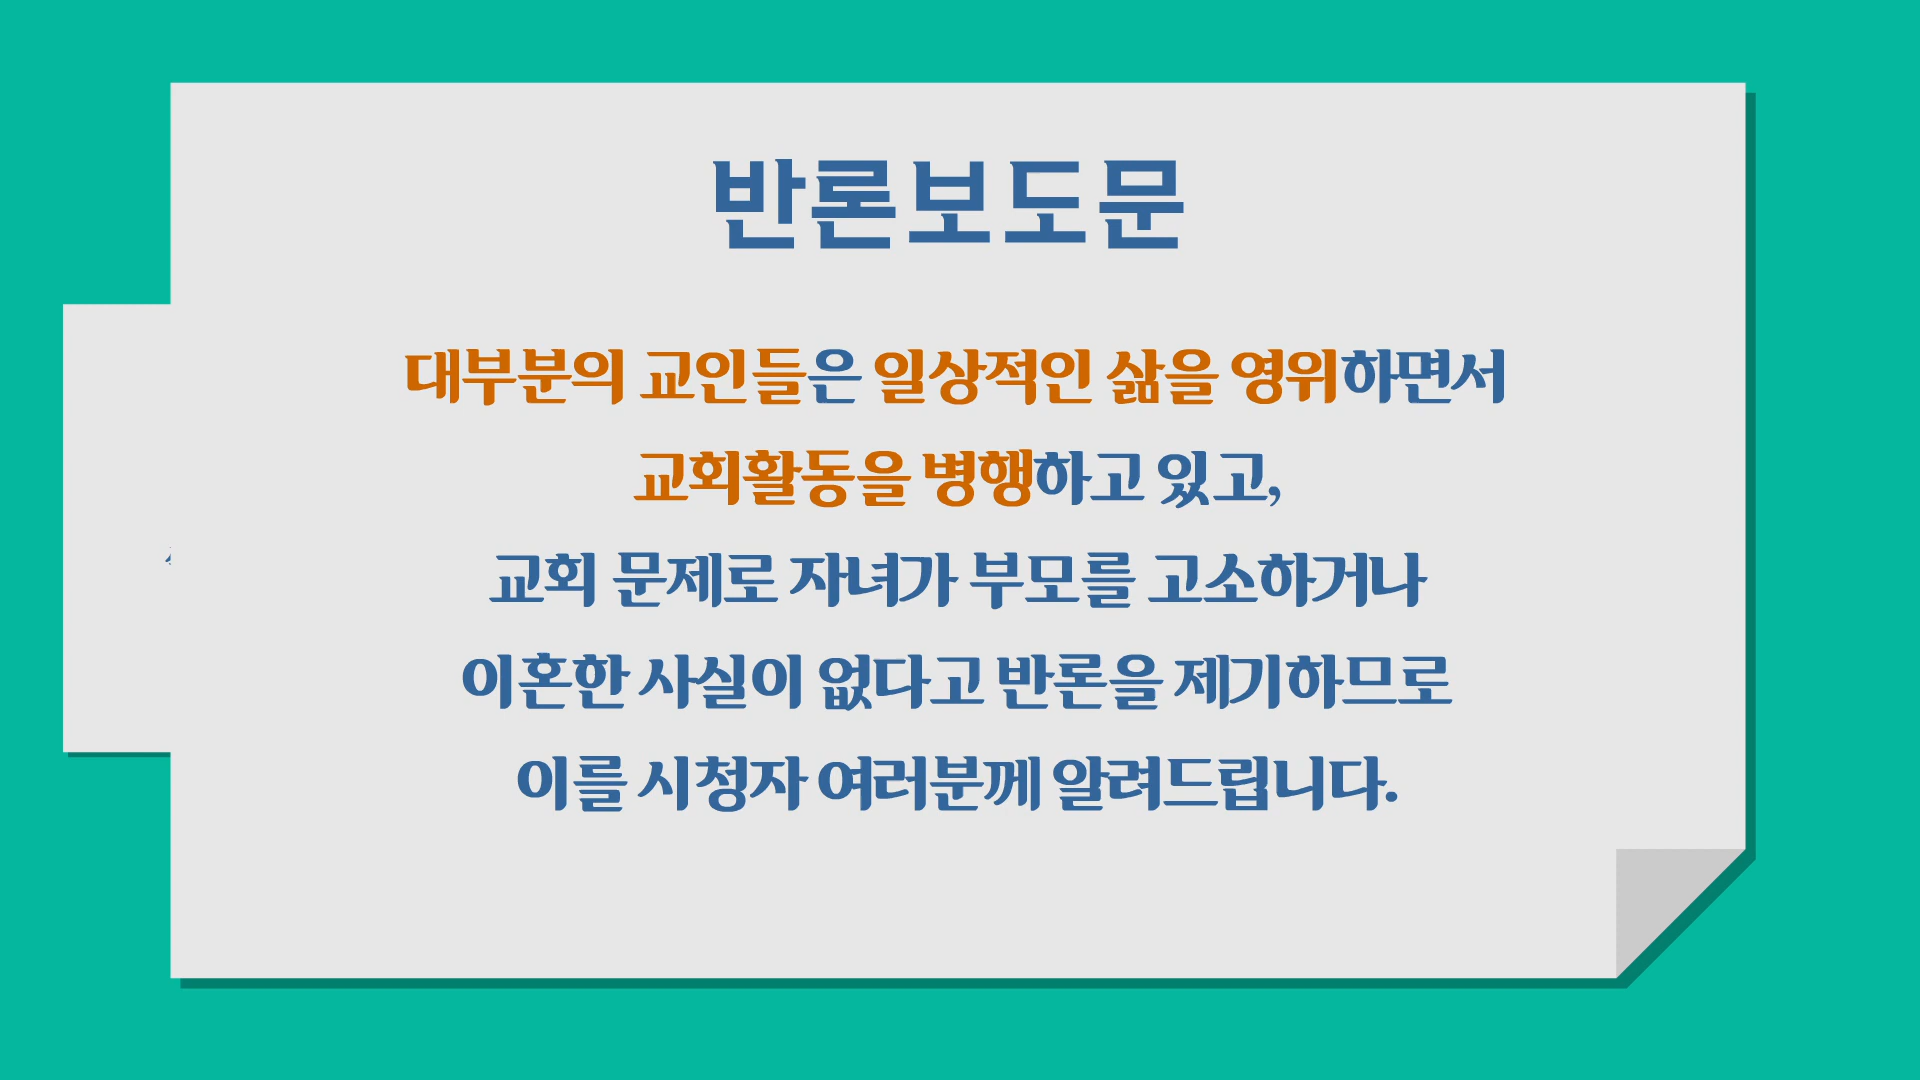 반론보도문
대부분의 교인들은 일상적인 삶을 영위하면서
교회활동을 병행하고 있고,
교회 문제로 자녀가 부모를 고소하거나
이혼한 사실이 없다고 반론을 제기하므로
이를 시청자 여러분께 알려드립니다.